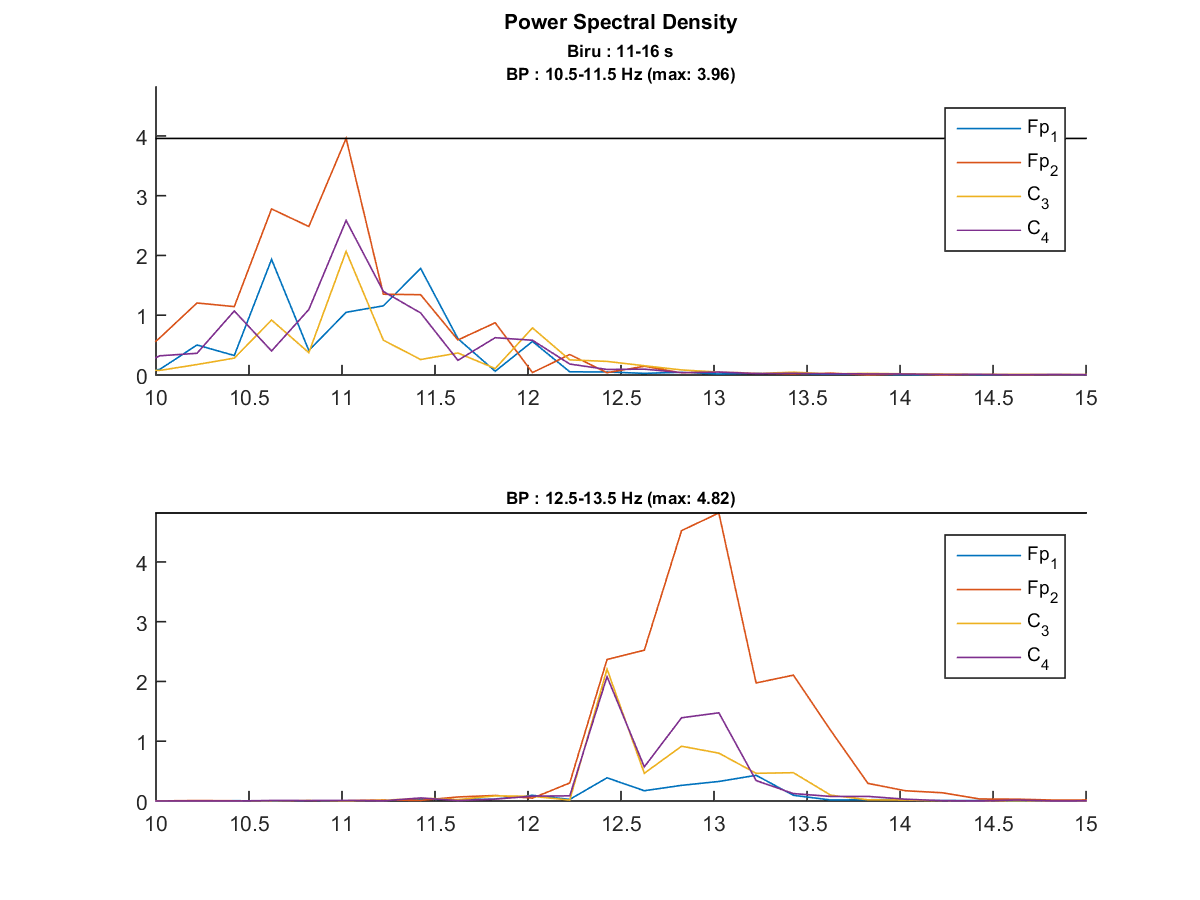 Power Spectral Density
Biru : 11-16 s
BP : 10.5-11.5 Hz (max: 3.96)
4
3
2
1
0
10 10.5 11 11.5 12 12.5 13 13.5 14 14.5 15
Fp1
Fp2
C3
C4
BP : 12.5-13.5 Hz (max: 4.82)
4
3
2
1
0
10 10.5 11 11.5 12 12.5 13 13.5 14 14.5 15
Fp1
Fp2
C3
C4